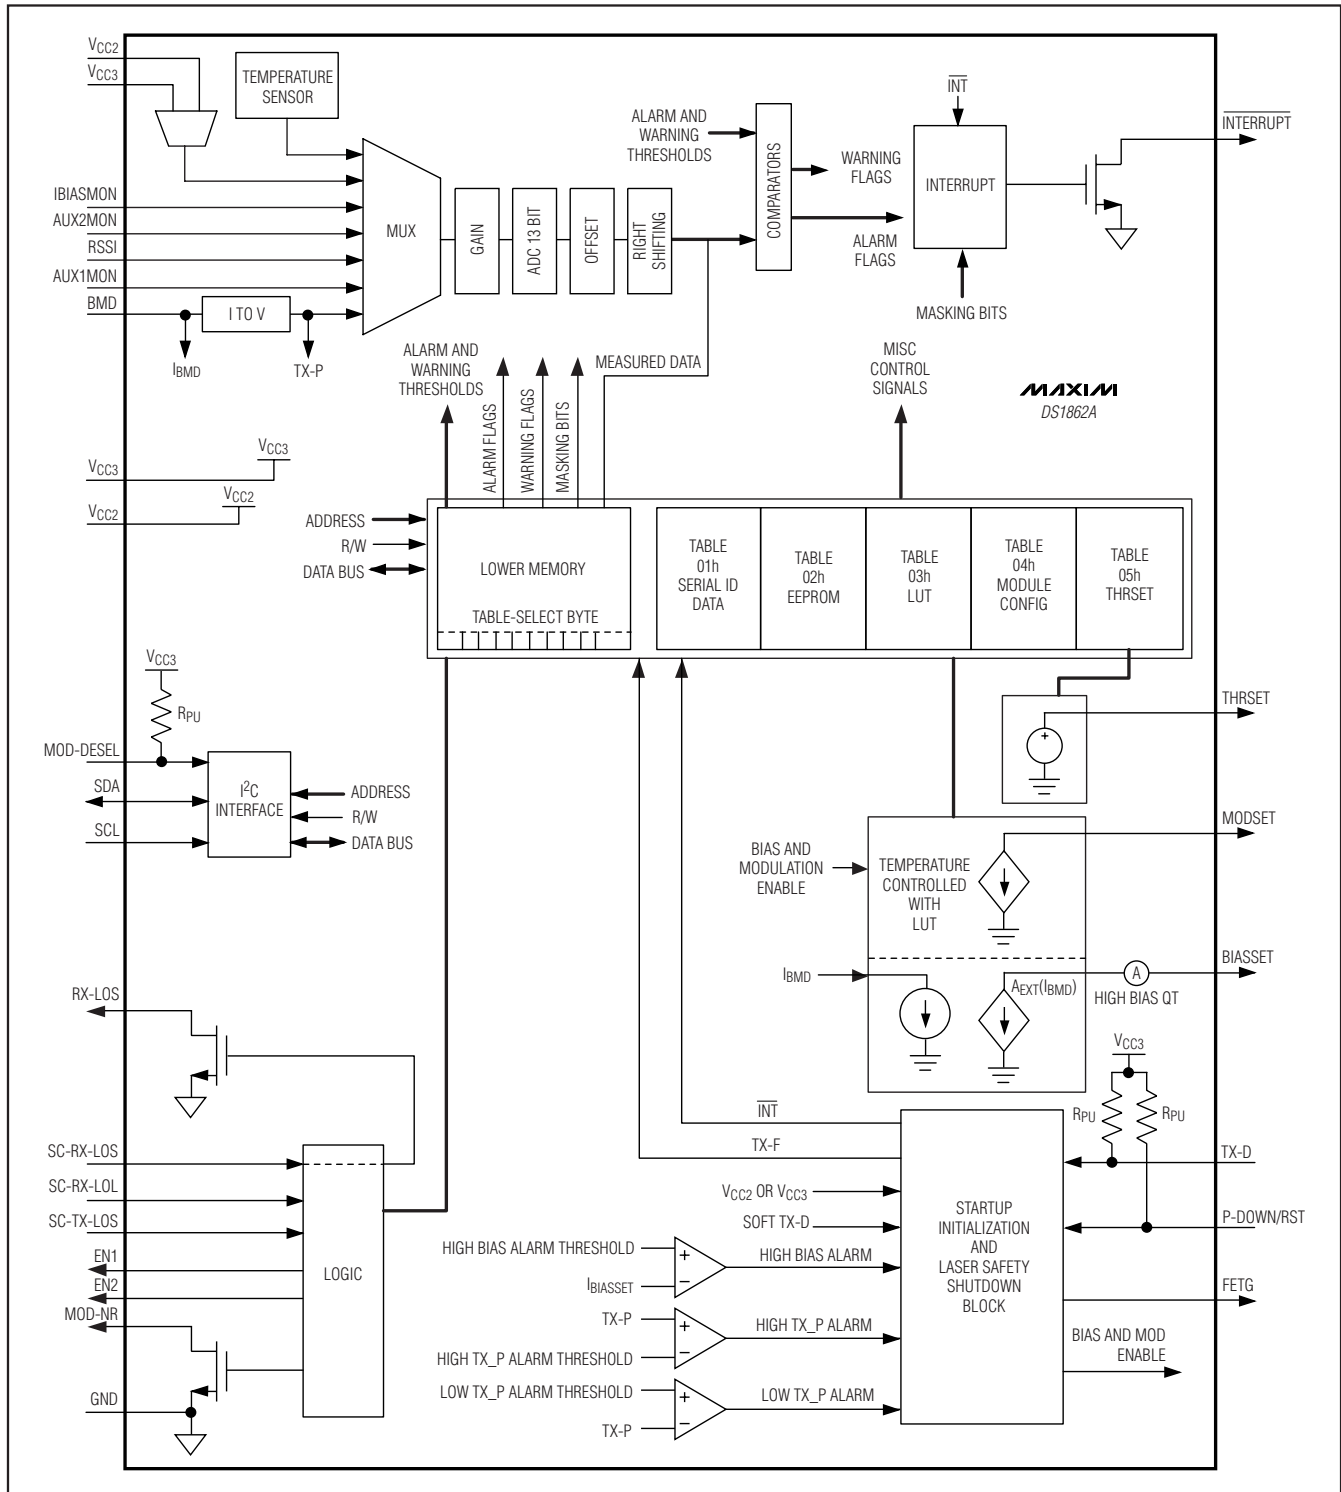 VCC2
VCC3
TEMPERATURE
SENSOR
IBIASMON
AUX2MON
RSSI
AUX1MON
BMD
I TO V
IBMD
TX-P
MUX
GAIN
ADC 13 BIT
OFFSET
RIGHT
SHIFTING
ALARM AND
WARNING
THRESHOLDS
COMPARATORS
WARNING
FLAGS
ALARM
FLAGS
INT
INTERRUPT
MASKING BITS
INTERRUPT
ALARM AND
WARNING
THRESHOLDS
ALARM FLAGS
WARNING FLAGS
MASKING BITS
MEASURED DATA
MISC
CONTROL
SIGNALS
MAXIM
DS1862A
VCC3
VCC3
VCC2
VCC2
ADDRESS
R/W
DATA BUS
LOWER MEMORY
TABLE-SELECT BYTE
TABLE
01h
SERIAL ID
DATA
TABLE
02h
EEPROM
TABLE
03h
LUT
TABLE
04h
MODULE
CONFIG
TABLE
05h
THRSET
VCC3
RPU
MOD-DESEL
SDA
SCL
I2C
INTERFACE
ADDRESS
R/W
DATA BUS
+
THRSET
BIAS AND
MODULATION
ENABLE
TEMPERATURE
CONTROLLED
WITH
LUT
MODSET
IBMD
AEXT(IBMD)
A
HIGH BIAS QT
BIASSET
RX-LOS
SC-RX-LOS
SC-RX-LOL
SC-TX-LOS
EN1
EN2
MOD-NR
GND
LOGIC
INT
TX-F
VCC2 OR VCC3
SOFT TX-D
HIGH BIAS ALARM THRESHOLD
IBIASSET
+
−
HIGH BIAS ALARM
TX-P
HIGH TX_P ALARM THRESHOLD
+
−
HIGH TX_P ALARM
LOW TX_P ALARM THRESHOLD
TX-P
+
−
LOW TX_P ALARM
STARTUP
INITIALIZATION
AND
LASER SAFETY
SHUTDOWN
BLOCK
VCC3
RPU
RPU
TX-D
P-DOWN/RST
FETG
BIAS AND MOD
ENABLE